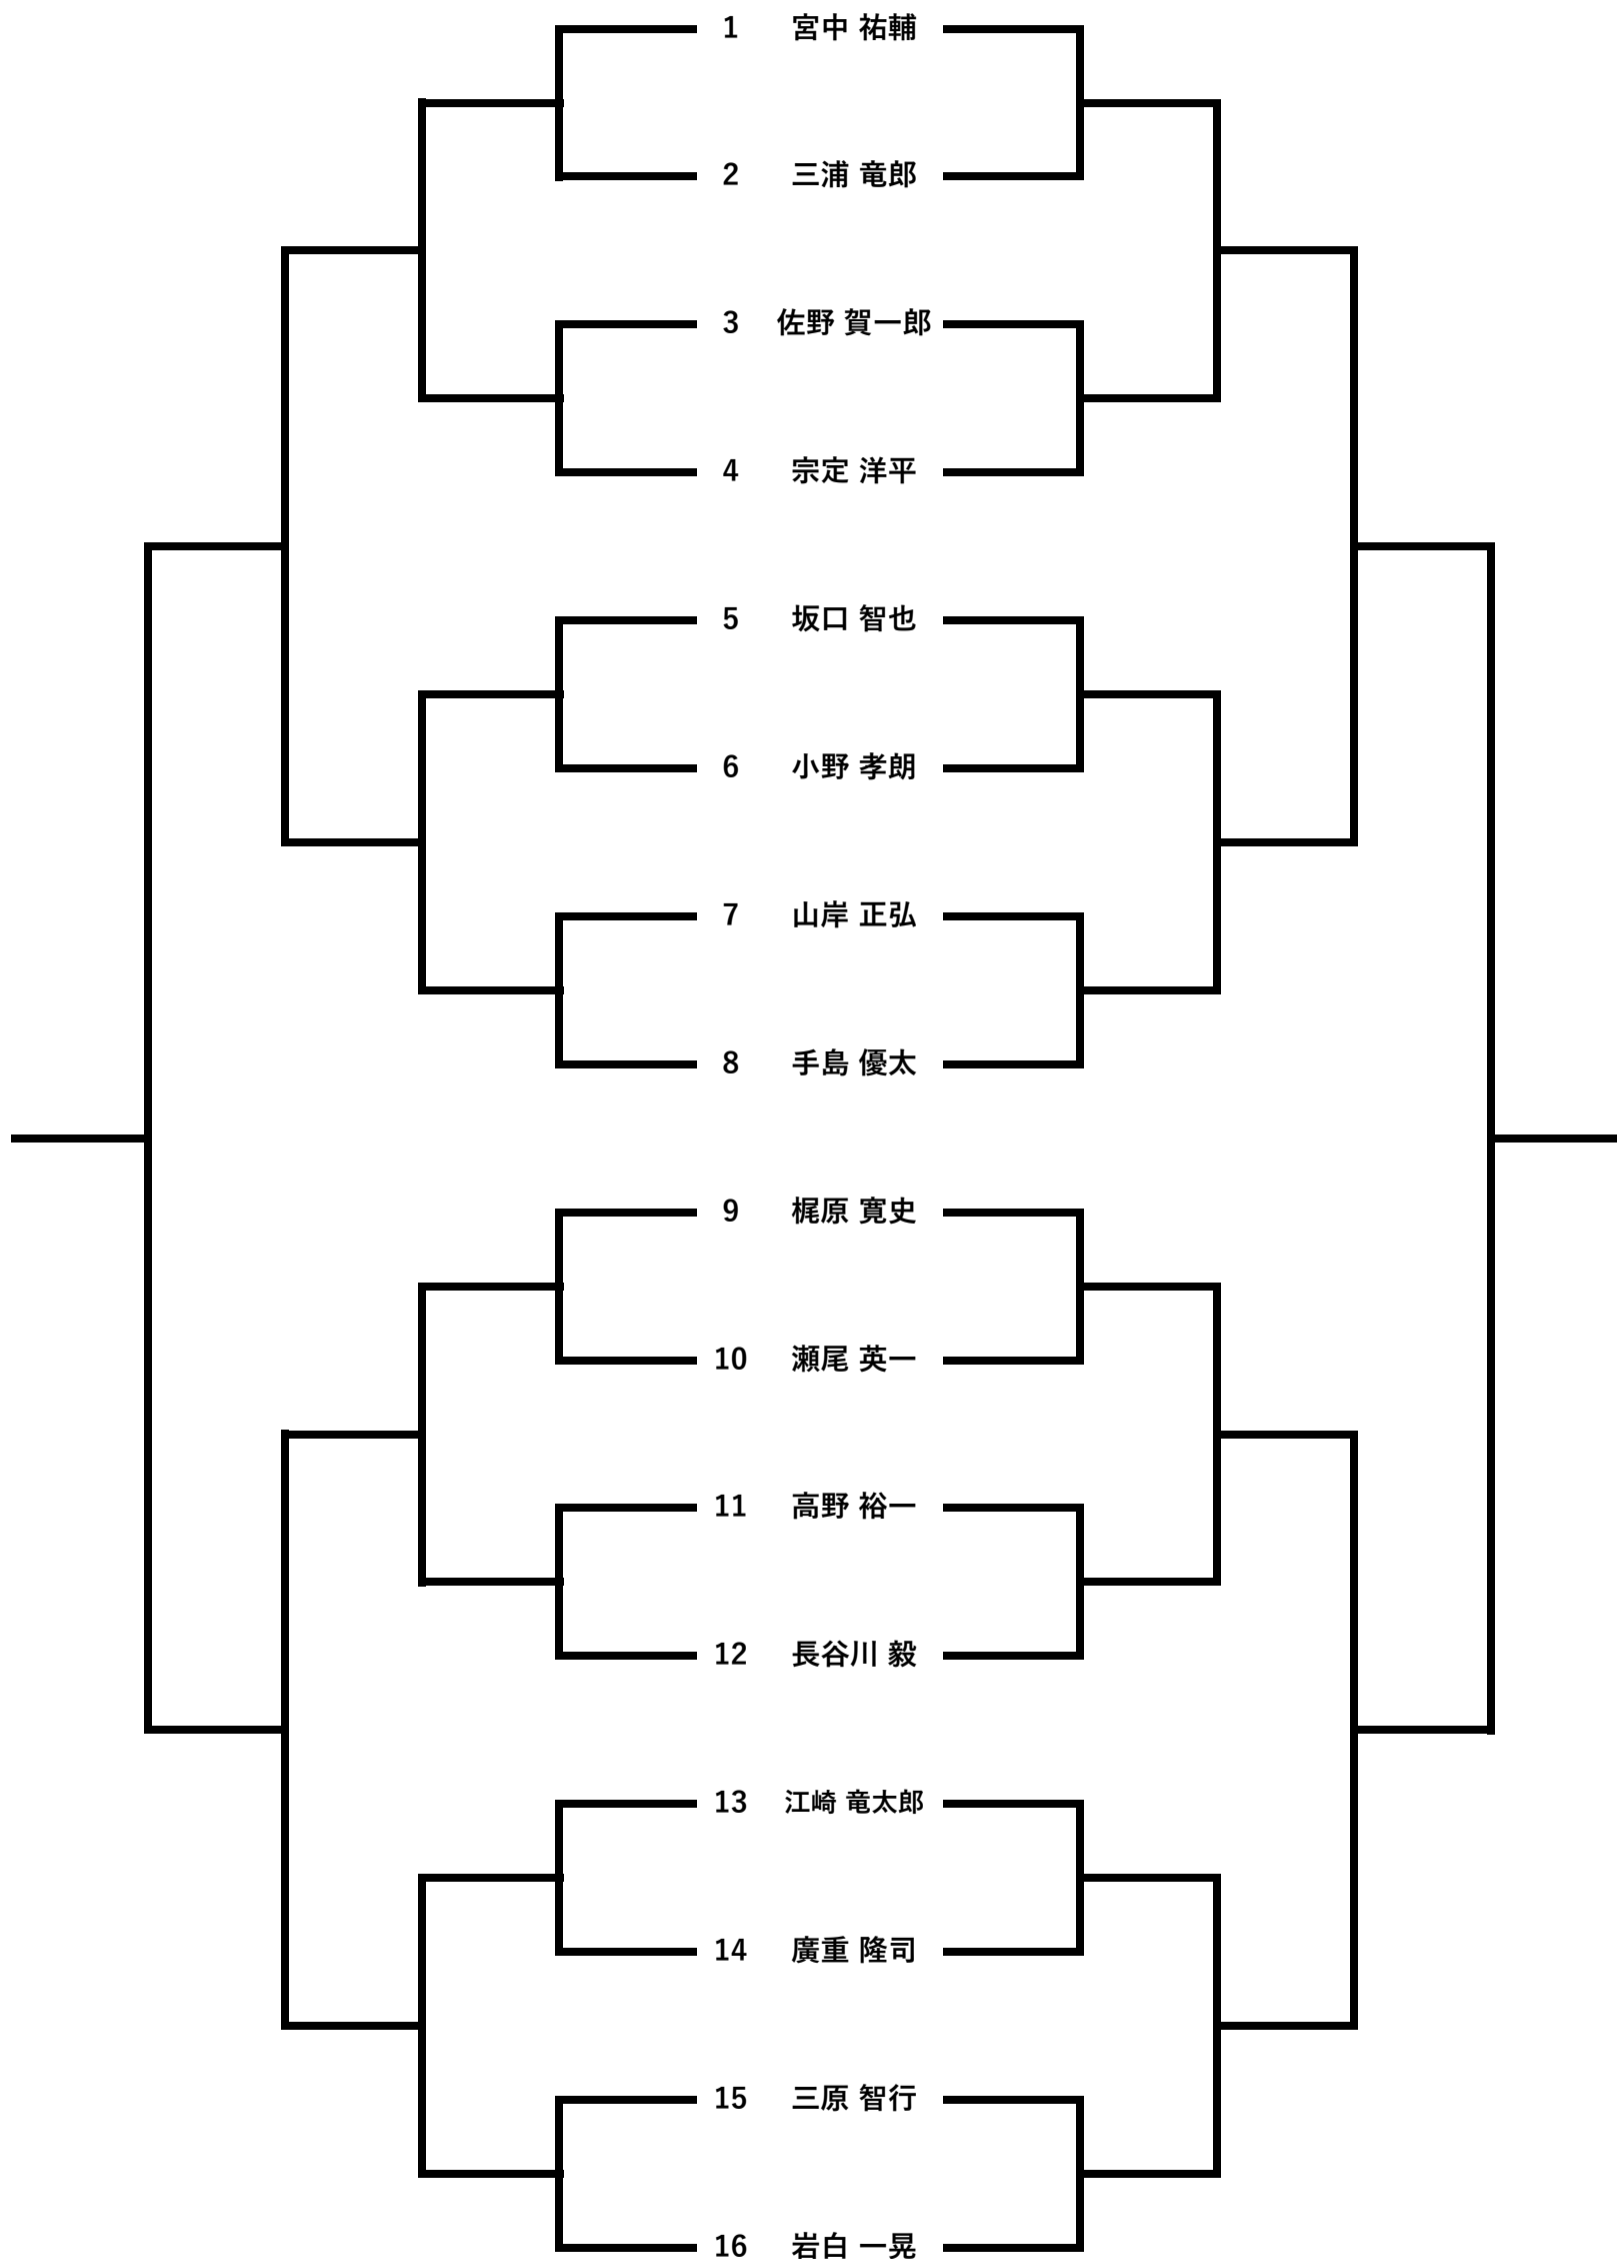 1 宮中 祐輔
2 三浦 竜郎
3 佐野 賀一郎
4 宗定 洋平
5 坂口 智也
6 小野 孝朗
7 山岸 正弘
8 手島 優太
9 梶原 寛史
10 瀬尾 英一
11 高野 裕一
12 長谷川 毅
13 江崎 竜太郎
14 廣重 隆司
15 三原 智行
16 岩白 一晃